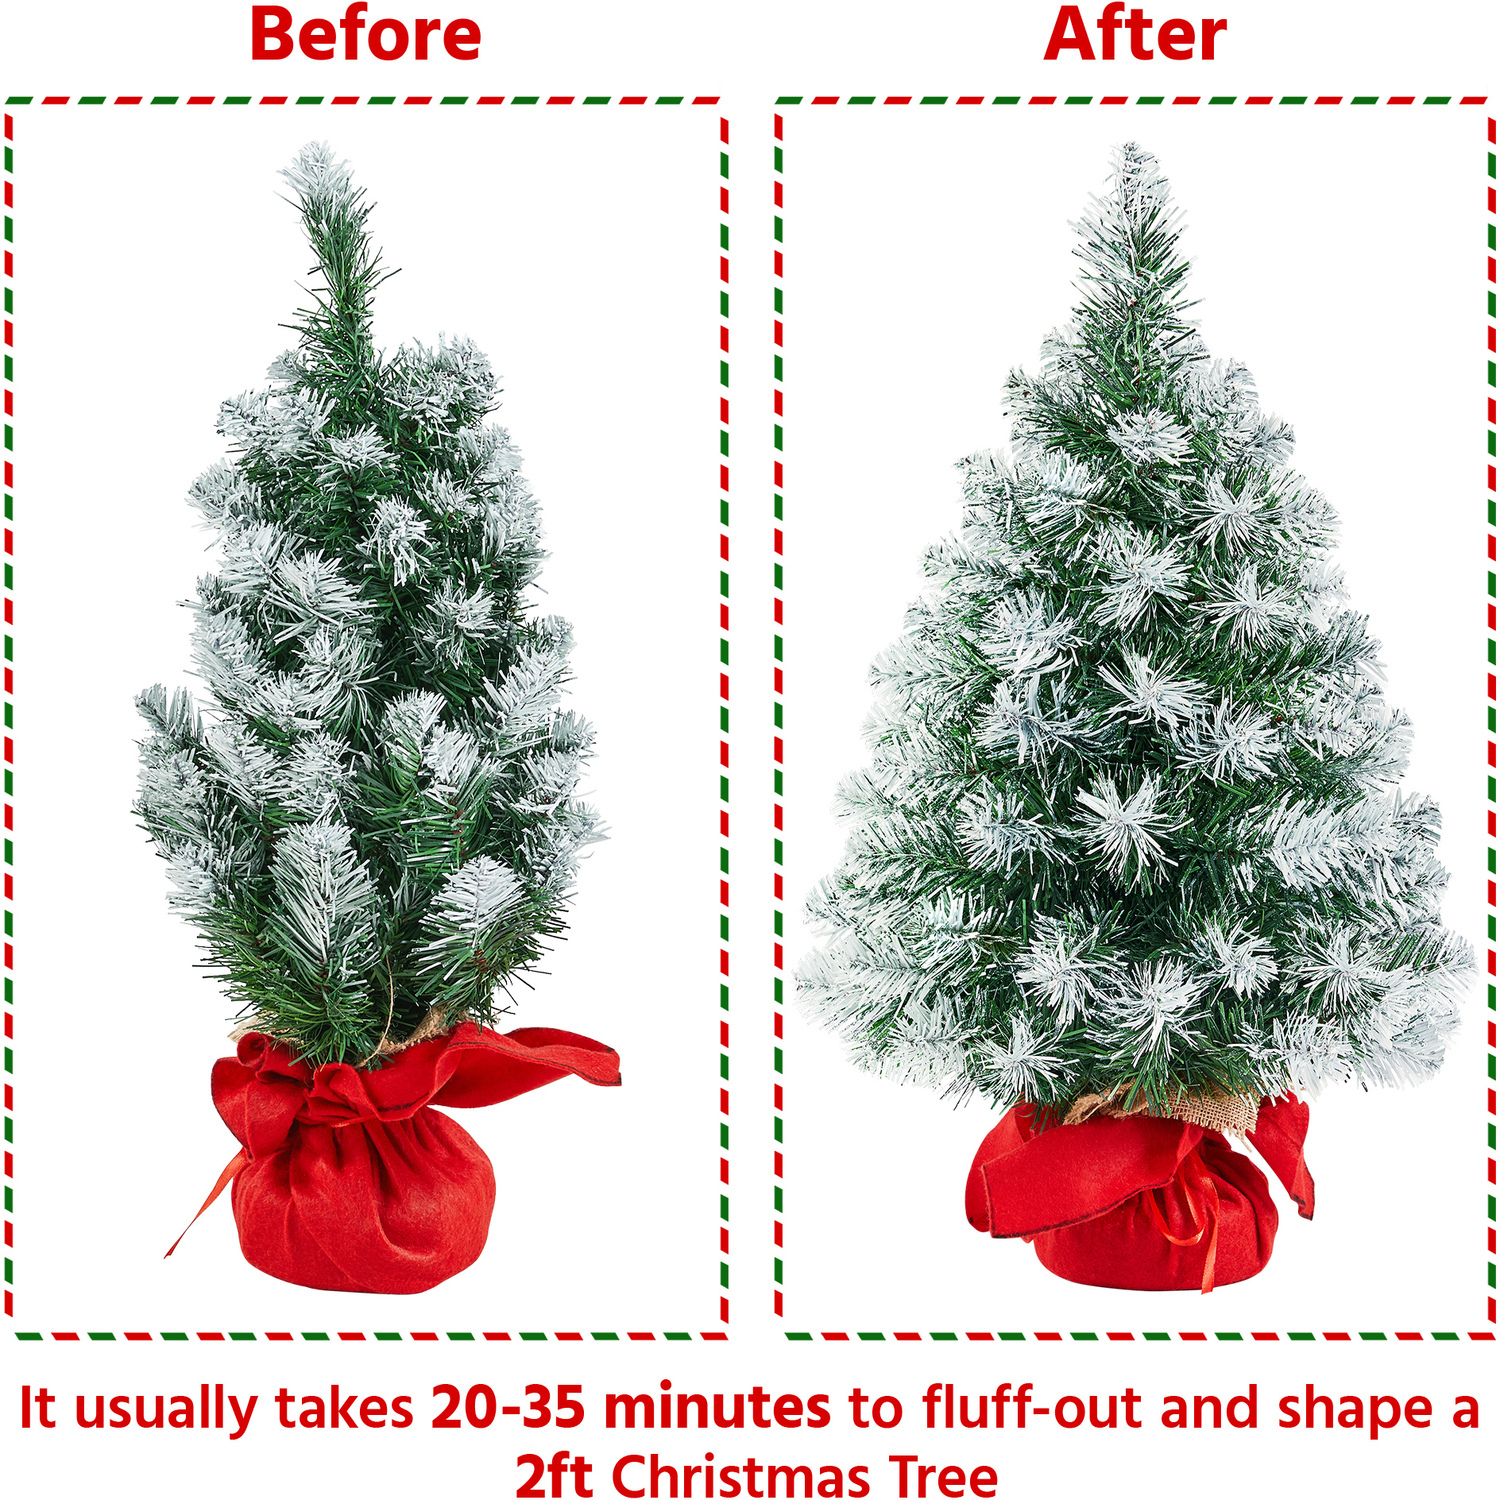 Before
After
It usually takes 20-35 minutes to fluff-out and shape a
2ft Christmas Tree